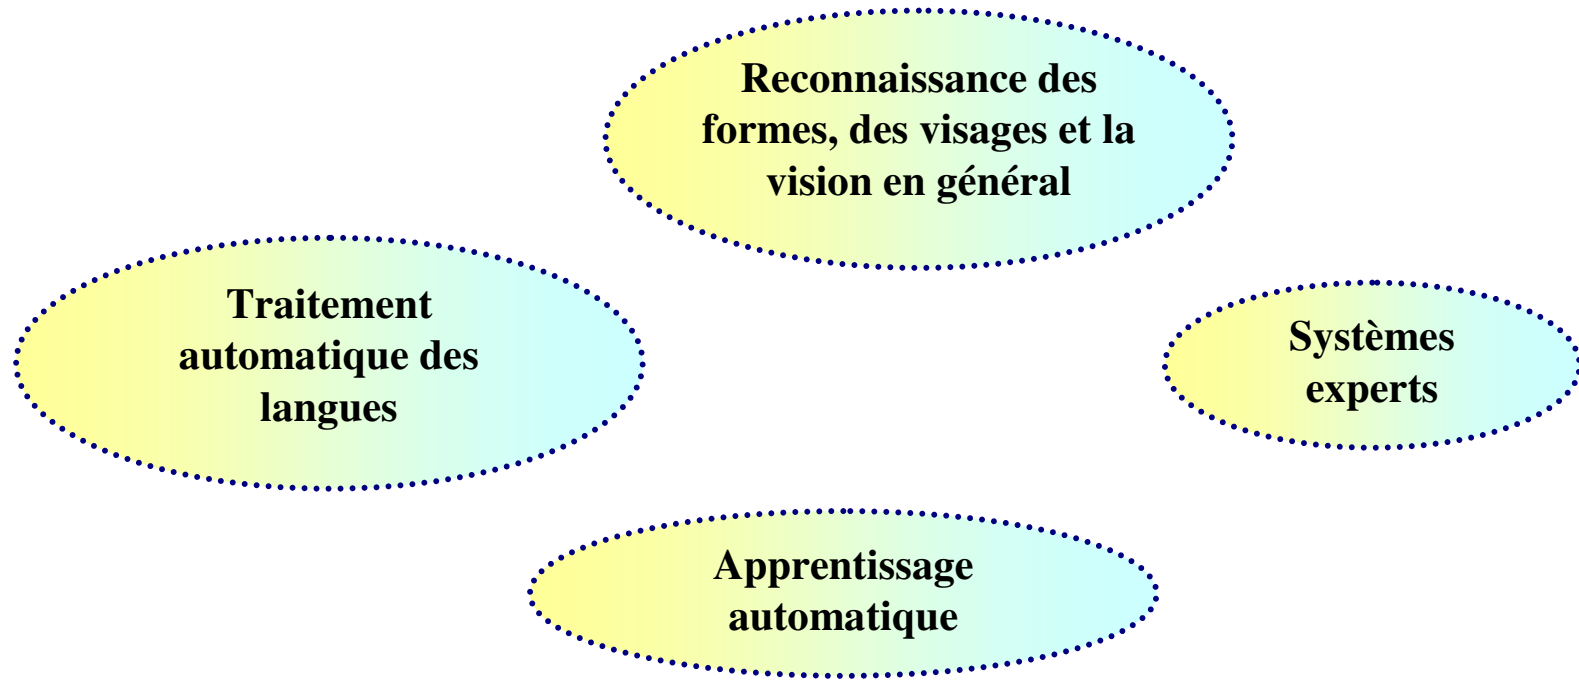 Reconnaissance des
formes, des visages et la
vision en général
Traitement
automatique des
langues
Systèmes
experts
Apprentissage
automatique